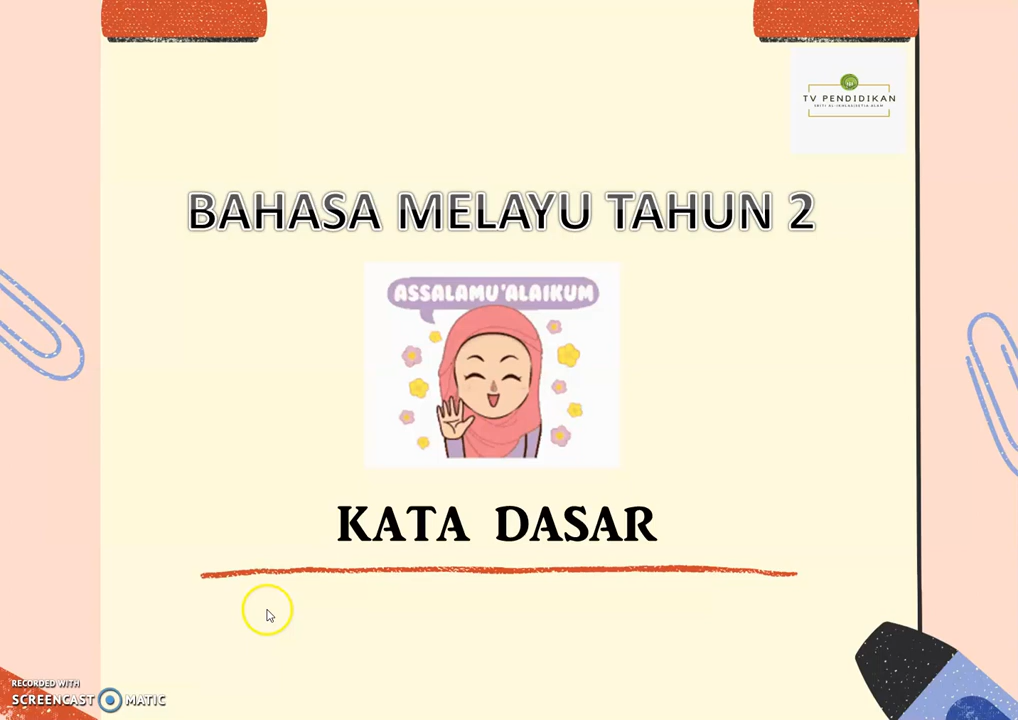 TV PENDIDIKAN
BAHASA MELAYU TAHUN 2
ASSALAMU'ALAIKUM
KATA DASAR
RECORDED WITH
SCREENCAST MATIC